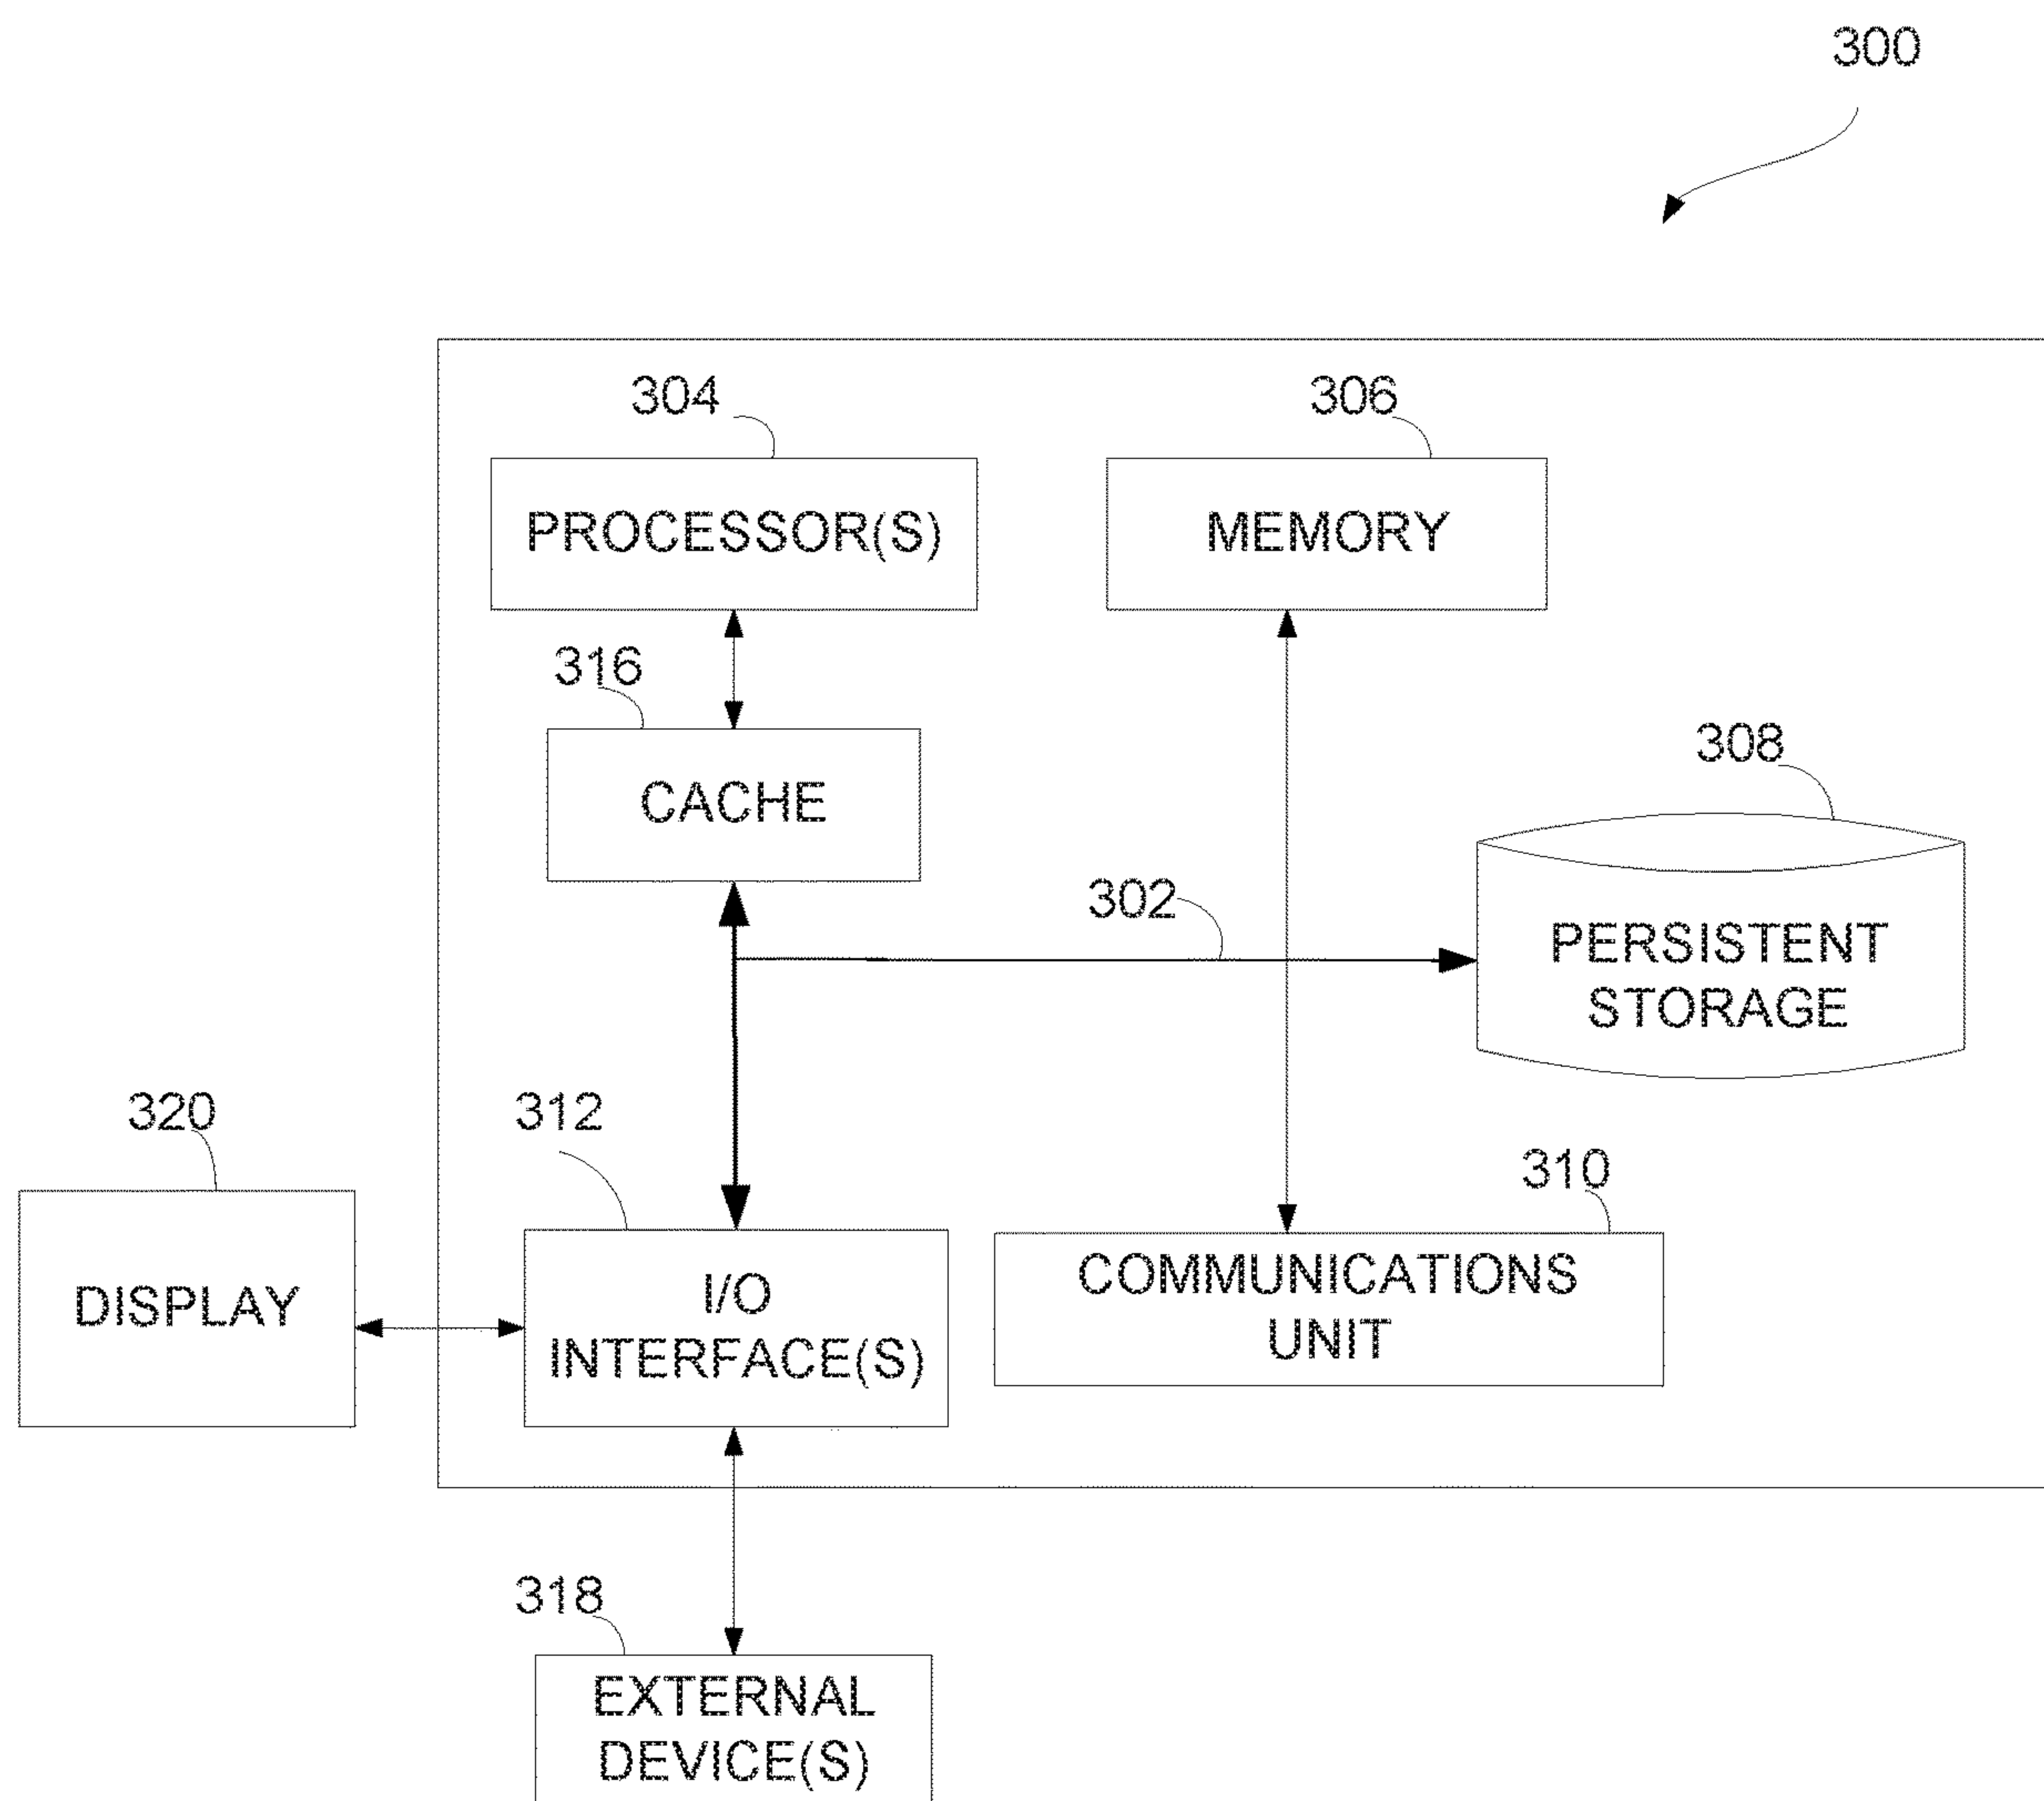 300
304
306
PROCESSOR(S)
MEMORY
316
CACHE
308
302
PERSISTENT
STORAGE
320
312
310
DISPLAY
I/O
INTERFACE(S)
COMMUNICATIONS
UNIT
318
EXTERNAL
DEVICE(S)